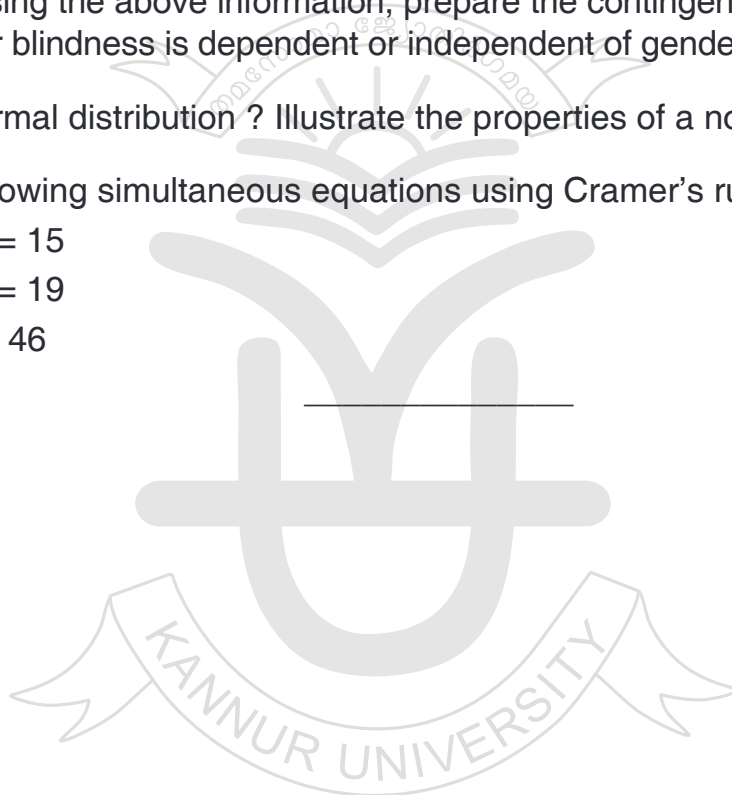 sing the above information, prepare the contingen
r blindness is dependent or independent of gende
rmal distribution ? Illustrate the properties of a no
owing simultaneous equations using Cramer's ru
= 15
= 19
46
KANNUR UNIVERSITY